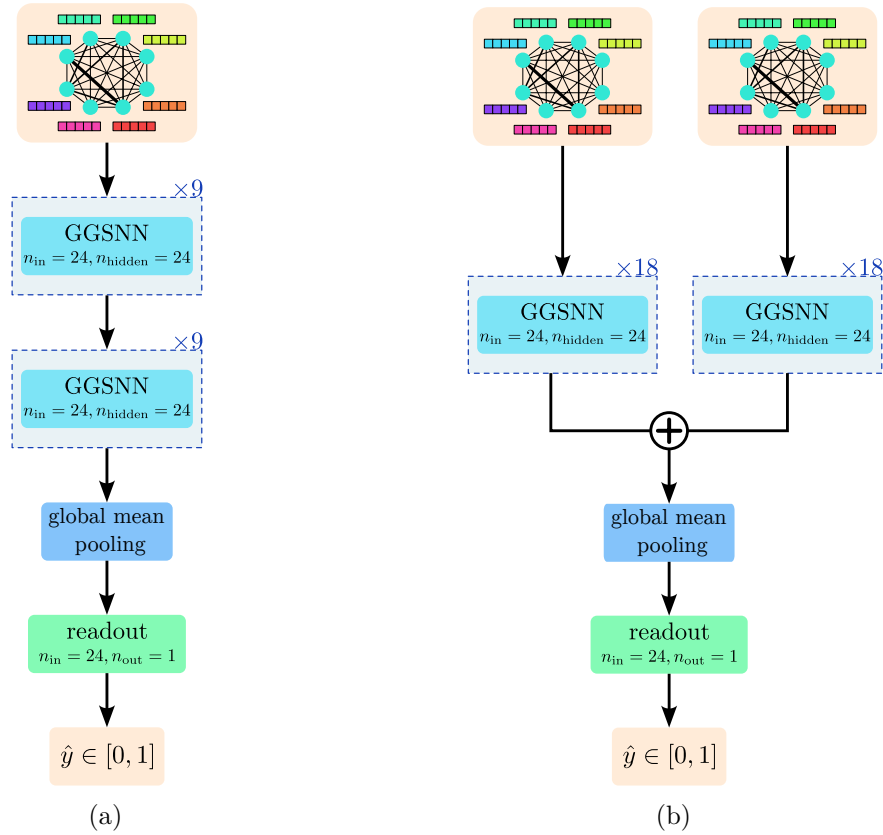 ×9
GGSNN
n_in = 24, n_hidden = 24
×9
GGSNN
n_in = 24, n_hidden = 24
global mean
pooling
readout
n_in = 24, n_out = 1
ŷ ∈ [0, 1]
(a)
×18
GGSNN
n_in = 24, n_hidden = 24
×18
GGSNN
n_in = 24, n_hidden = 24
global mean
pooling
readout
n_in = 24, n_out = 1
ŷ ∈ [0, 1]
(b)